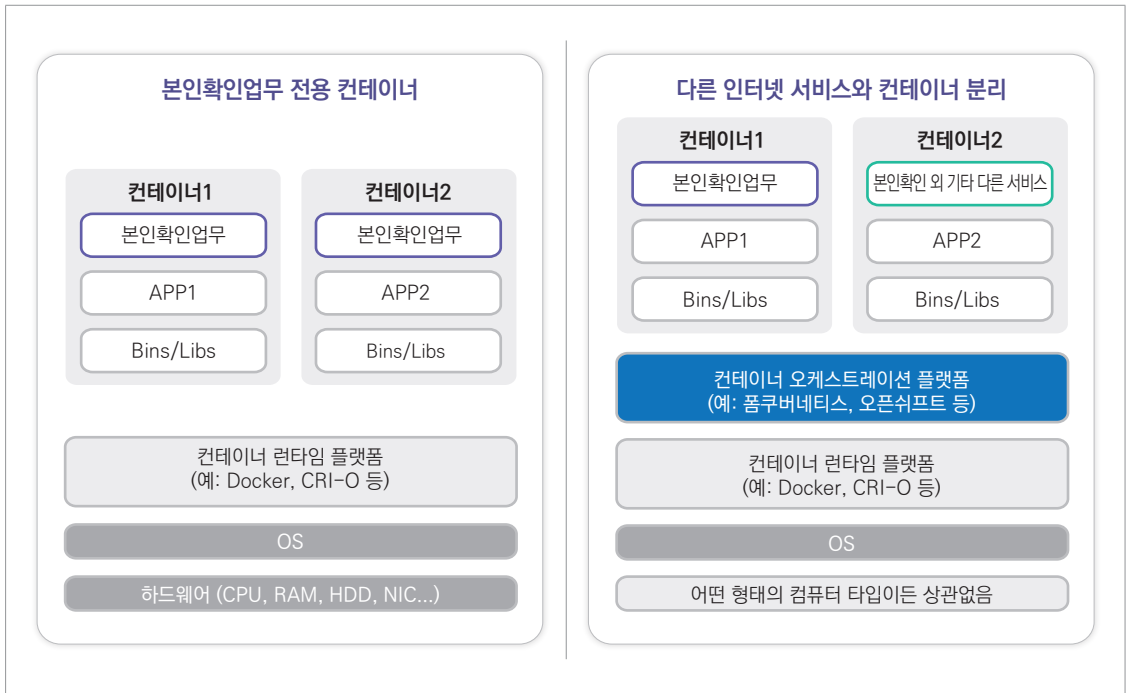 본인확인업무 전용 컨테이너
컨테이너1
본인확인업무
APP1
Bins/Libs
컨테이너2
본인확인업무
APP2
Bins/Libs
컨테이너 런타임 플랫폼
(예: Docker, CRI-O 등)
OS
하드웨어 (CPU, RAM, HDD, NIC...)
다른 인터넷 서비스와 컨테이너 분리
컨테이너1
본인확인업무
APP1
Bins/Libs
컨테이너2
본인확인 외 기타 다른 서비스
APP2
Bins/Libs
컨테이너 오케스트레이션 플랫폼
(예: 폼쿠버네티스, 오픈쉬프트 등)
컨테이너 런타임 플랫폼
(예: Docker, CRI-O 등)
OS
어떤 형태의 컴퓨터 타입이든 상관없음